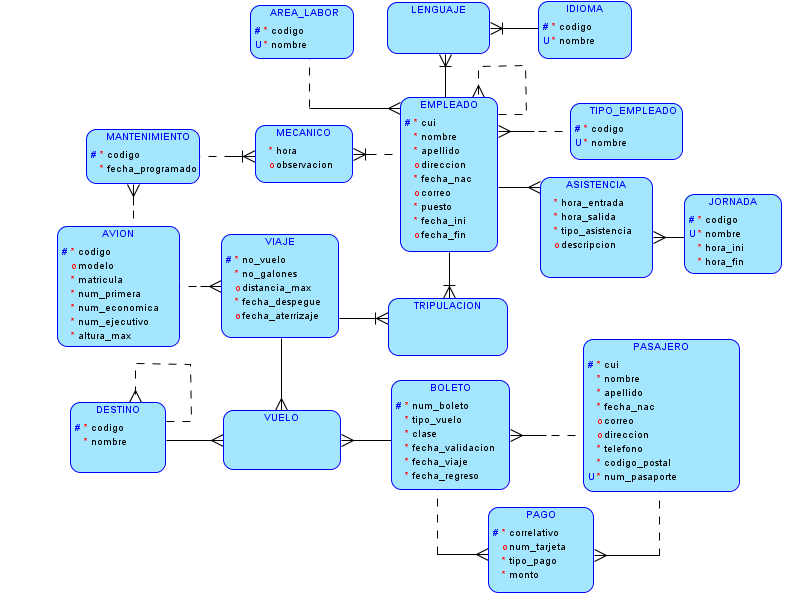 AREA_LABOR
# * codigo
U * nombre
LENGUAJE
IDIOMA
# * codigo
U * nombre
EMPLEADO
# * cui
* nombre
* apellido
o direccion
* fecha_nac
o correo
* puesto
* fecha_ini
o fecha_fin
TIPO_EMPLEADO
# * codigo
U * nombre
MANTENIMIENTO
# * codigo
* fecha_programado
MECANICO
* hora
o observacion
ASISTENCIA
* hora_entrada
* hora_salida
* tipo_asistencia
o descripcion
JORNADA
# * codigo
U * nombre
* hora_ini
* hora_fin
AVION
# * codigo
o modelo
* matricula
* num_primera
* num_economica
* num_ejecutivo
* altura_max
VIAJE
# * no_vuelo
* no_galones
o distancia_max
* fecha_despegue
o fecha_aterrizaje
TRIPULACION
DESTINO
# * codigo
* nombre
VUELO
BOLETO
# * num_boleto
* tipo_vuelo
* clase
* fecha_validacion
* fecha_viaje
* fecha_regreso
PASAJERO
# * cui
* nombre
* apellido
* fecha_nac
o correo
o direccion
* telefono
* codigo_postal
U * num_pasaporte
PAGO
# * correlativo
o num_tarjeta
* tipo_pago
* monto